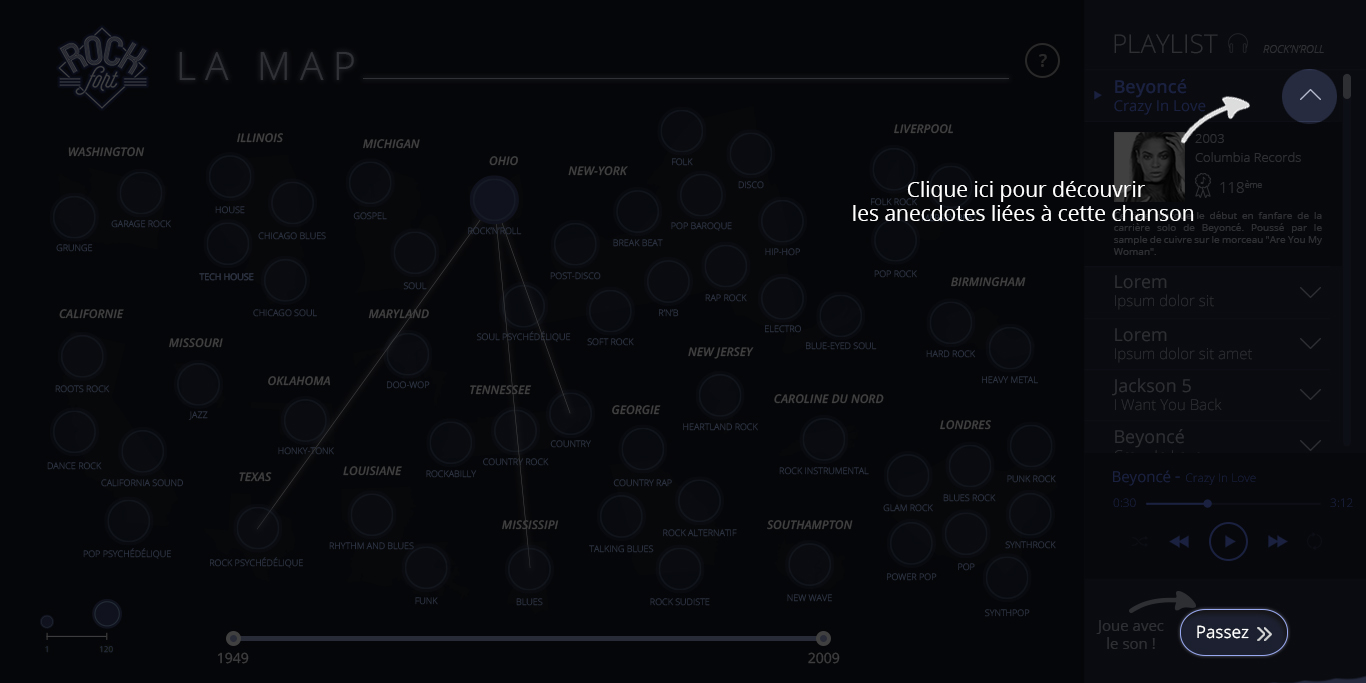 ROCK
fort
LA MAP
?
PLAYLIST
ROCK'N'ROLL
Beyoncé
Crazy In Love
2003
Columbia Records
118ème
Clique ici pour découvrir
les anecdotes liées à cette chanson
le début en fanfare de la
carrière solo de Beyoncé. Poussé par le
sample de cuivre sur le morceau "Are You My
Woman".
Lorem
Ipsum dolor sit
Lorem
Ipsum dolor sit amet
Jackson 5
I Want You Back
Beyoncé
Beyoncé - Crazy In Love
0:30
3:12
Joue avec
le son !
Passez
WASHINGTON
GRUNGE
GARAGE ROCK
ILLINOIS
HOUSE
CHICAGO BLUES
TECH HOUSE
CHICAGO SOUL
MICHIGAN
GOSPEL
SOUL
OHIO
ROCK'N'ROLL
SOUL PSYCHÉDÉLIQUE
NEW-YORK
FOLK
DISCO
POP BAROQUE
BREAK BEAT
HIP-HOP
POST-DISCO
RAP ROCK
R'N'B
ELECTRO
SOFT ROCK
BLUE-EYED SOUL
LIVERPOOL
FOLK ROCK
POP ROCK
BIRMINGHAM
HARD ROCK
HEAVY METAL
CALIFORNIE
ROOTS ROCK
DANCE ROCK
CALIFORNIA SOUND
POP PSYCHÉDÉLIQUE
MISSOURI
JAZZ
OKLAHOMA
HONKY-TONK
MARYLAND
DOO-WOP
TENNESSEE
ROCKABILLY
COUNTRY ROCK
COUNTRY
GEORGIE
COUNTRY RAP
TALKING BLUES
ROCK ALTERNATIF
ROCK SUDISTE
NEW JERSEY
HEARTLAND ROCK
CAROLINE DU NORD
ROCK INSTRUMENTAL
LONDRES
PUNK ROCK
BLUES ROCK
GLAM ROCK
SYNTHROCK
POWER POP
POP
SYNTHPOP
TEXAS
ROCK PSYCHÉDÉLIQUE
LOUISIANE
RHYTHM AND BLUES
FUNK
MISSISSIPI
BLUES
SOUTHAMPTON
NEW WAVE
1
120
1949
2009